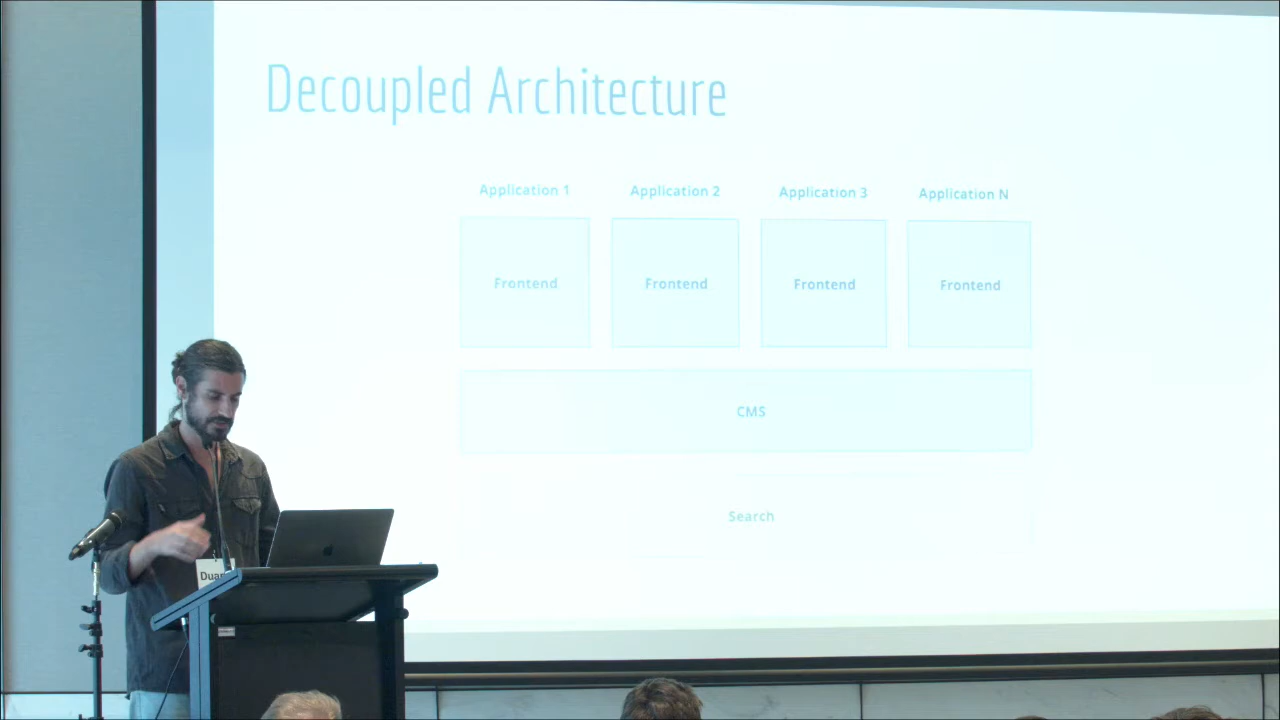 Decoupled Architecture
Application 1 Application 2 Application 3 Application N
Frontend Frontend Frontend Frontend
CMS
Search